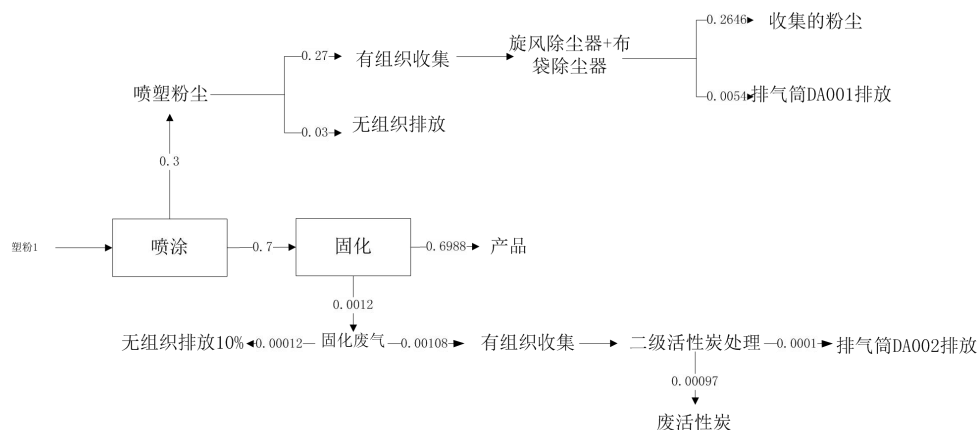 0.2646
收集的粉尘
旋风除尘器+布
袋除尘器
0.27
有组织收集
喷塑粉尘
0.0054
排气筒DA001排放
0.03
无组织排放
0.3
塑粉1
喷涂
0.7
固化
0.6988
产品
0.0012
无组织排放10%
0.00012
固化废气
0.00108
有组织收集
二级活性炭处理
0.0001
排气筒DA002排放
0.00097
废活性炭